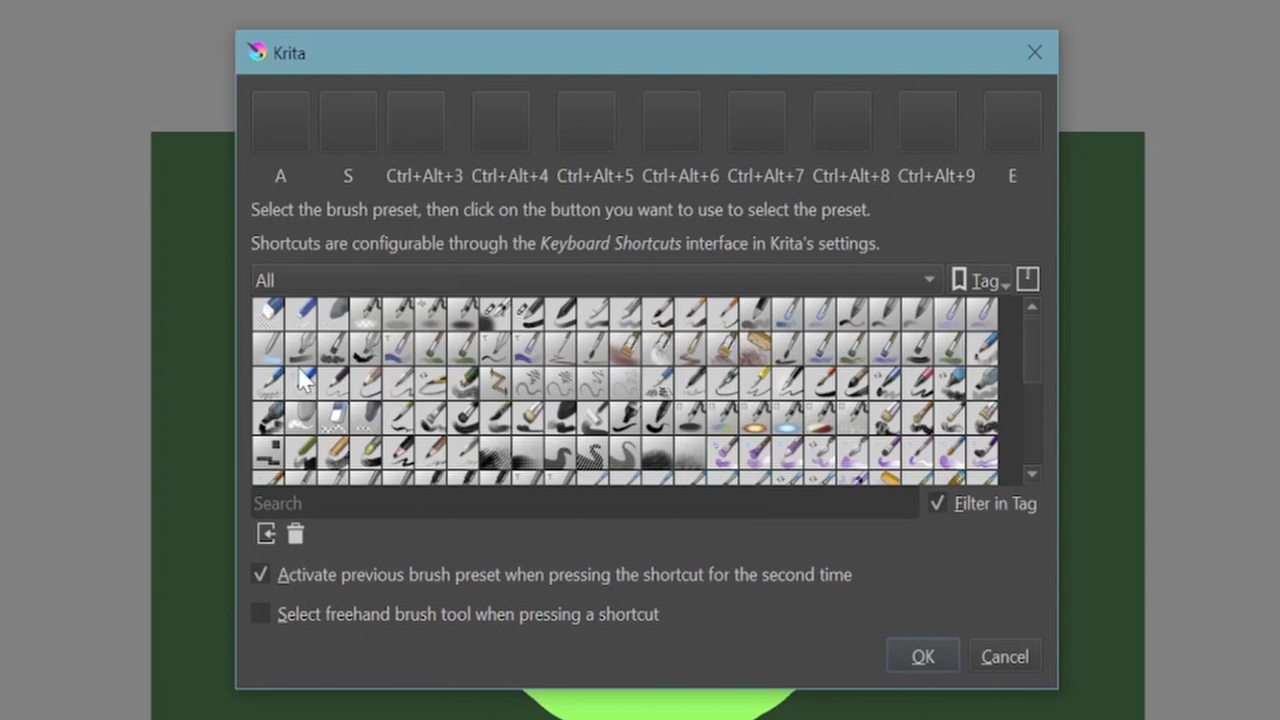 Krita
A S Ctrl+Alt+3 Ctrl+Alt+4 Ctrl+Alt+5 Ctrl+Alt+6 Ctrl+Alt+7 Ctrl+Alt+8 Ctrl+Alt+9 E
Select the brush preset, then click on the button you want to use to select the preset.
Shortcuts are configurable through the Keyboard Shortcuts interface in Krita's settings.
All Tag
Search Filter in Tag
Activate previous brush preset when pressing the shortcut for the second time
Select freehand brush tool when pressing a shortcut
OK Cancel